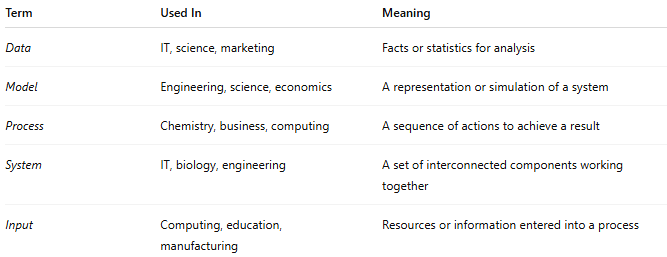 Term Used In Meaning
Data IT, science, marketing Facts or statistics for analysis
Model Engineering, science, economics A representation or simulation of a system
Process Chemistry, business, computing A sequence of actions to achieve a result
System IT, biology, engineering A set of interconnected components working
together
Input Computing, education, Resources or information entered into a process
manufacturing